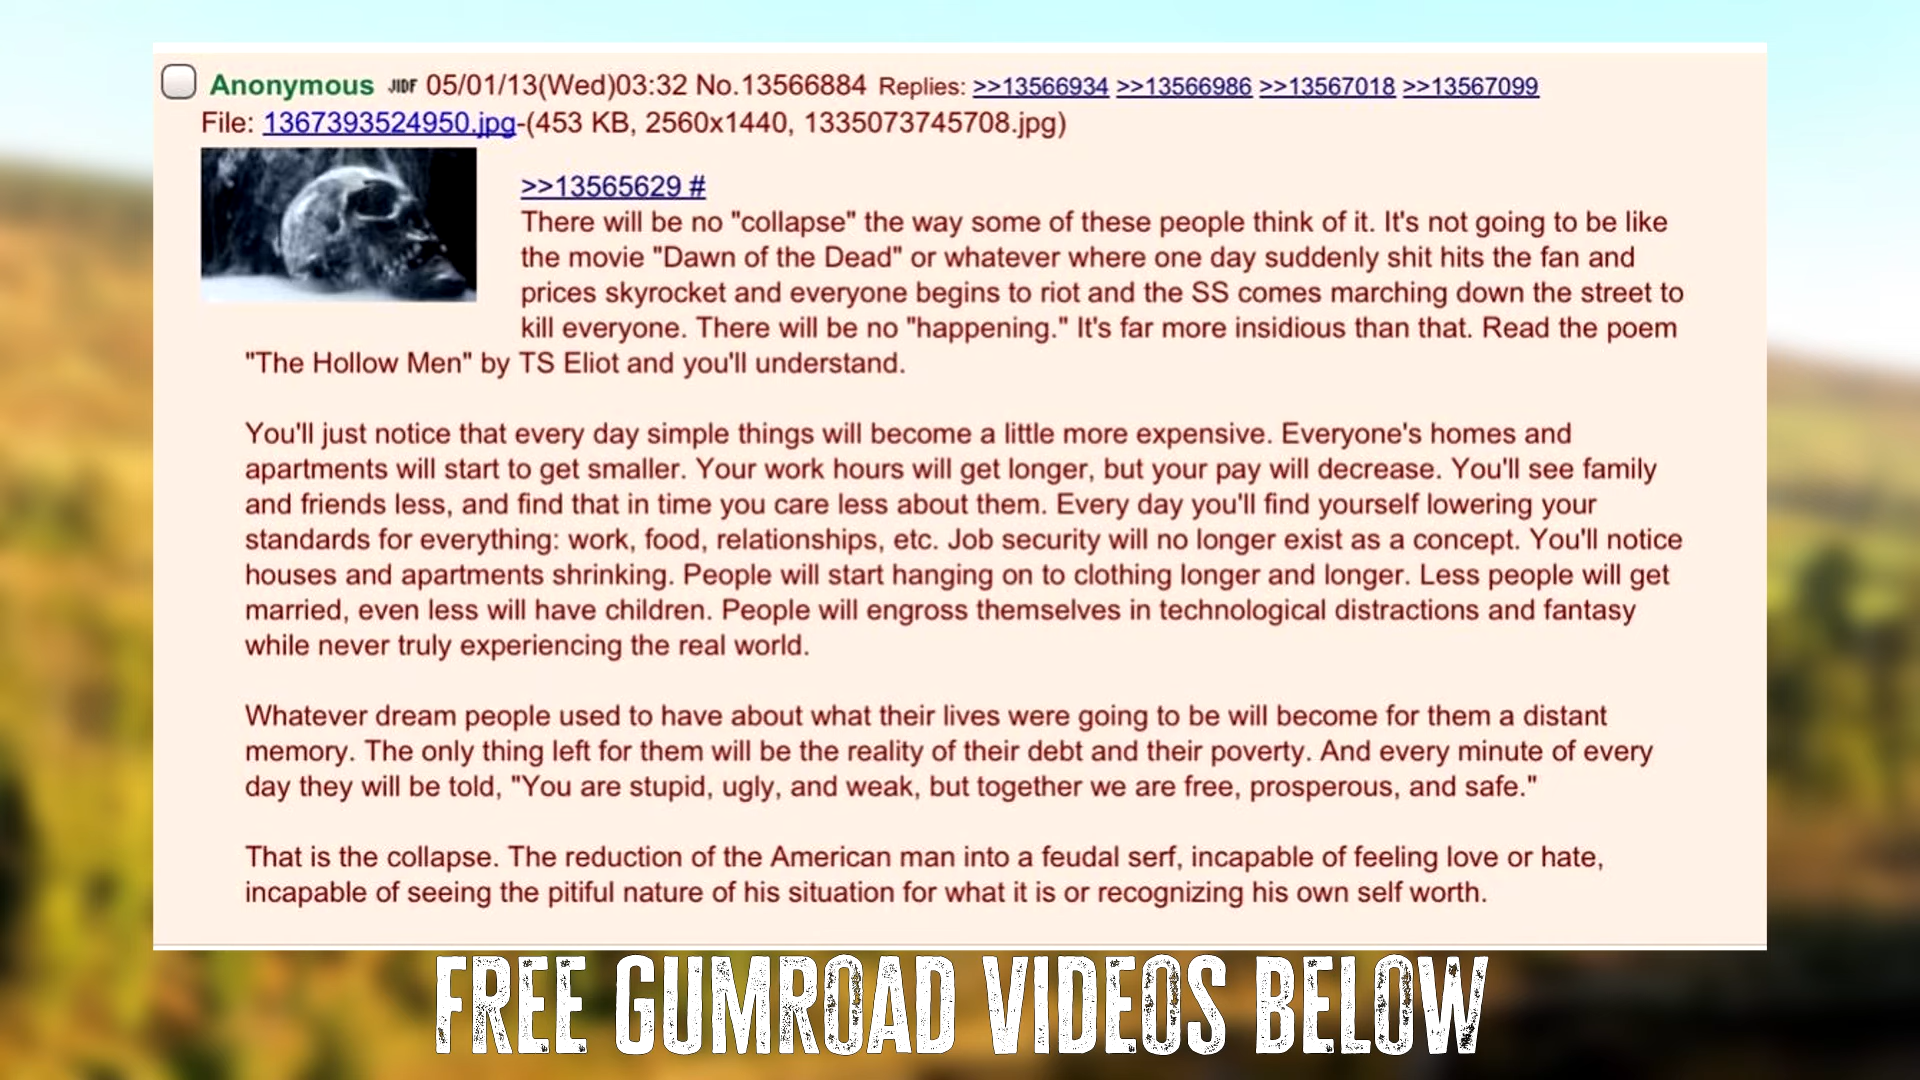 Anonymous JIDF 05/01/13(Wed)03:32 No.13566884 Replies: >>13566934 >>13566986 >>13567018 >>13567099
File: 1367393524950.jpg-(453 KB, 2560x1440, 1335073745708.jpg)
>>13565629 #
There will be no "collapse" the way some of these people think of it. It's not going to be like
the movie "Dawn of the Dead" or whatever where one day suddenly shit hits the fan and
prices skyrocket and everyone begins to riot and the SS comes marching down the street to
kill everyone. There will be no "happening." It's far more insidious than that. Read the poem
"The Hollow Men" by TS Eliot and you'll understand.
You'll just notice that every day simple things will become a little more expensive. Everyone's homes and
apartments will start to get smaller. Your work hours will get longer, but your pay will decrease. You'll see family
and friends less, and find that in time you care less about them. Every day you'll find yourself lowering your
standards for everything: work, food, relationships, etc. Job security will no longer exist as a concept. You'll notice
houses and apartments shrinking. People will start hanging on to clothing longer and longer. Less people will get
married, even less will have children. People will engross themselves in technological distractions and fantasy
while never truly experiencing the real world.
Whatever dream people used to have about what their lives were going to be will become for them a distant
memory. The only thing left for them will be the reality of their debt and their poverty. And every minute of every
day they will be told, "You are stupid, ugly, and weak, but together we are free, prosperous, and safe."
That is the collapse. The reduction of the American man into a feudal serf, incapable of feeling love or hate,
incapable of seeing the pitiful nature of his situation for what it is or recognizing his own self worth.
FREE GUMROAD VIDEOS BELOW